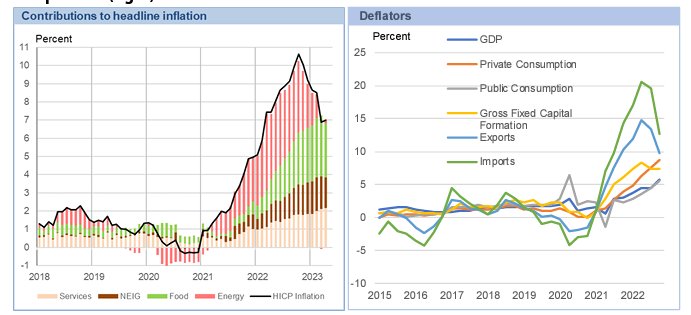 Contributions to headline inflation
Percent
11
10
9
8
7
6
5
4
3
2
1
0
-1
2018 2019 2020 2021 2022 2023
Services NEIG Food Energy HICP Inflation
Deflators
Percent
25
20
15
10
5
0
-5
-10
GDP
Private Consumption
Public Consumption
Gross Fixed Capital
Formation
Exports
Imports
2015 2016 2017 2018 2019 2020 2021 2022